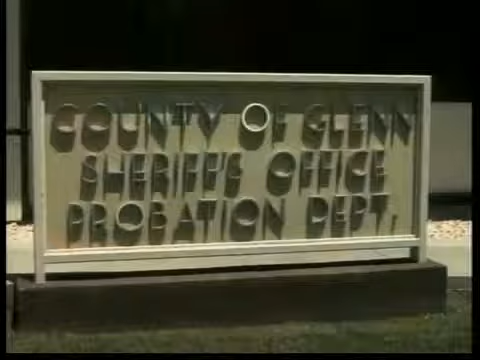 COUNTY OF GLENN
SHERIFF'S OFFICE
PROBATION DEPT.